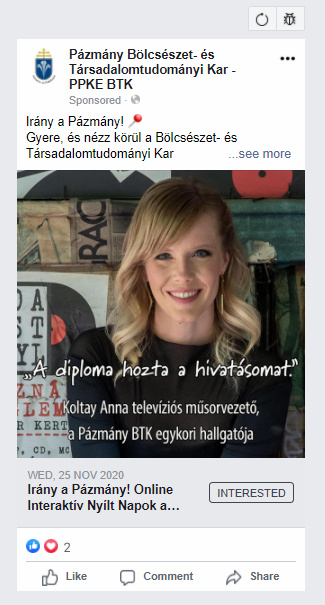 Pázmány Bölcsészet- és
Társadalomtudományi Kar -
PPKE BTK
Sponsored ·
Irány a Pázmány!
Gyere, és nézz körül a Bölcsészet- és
Társadalomtudományi Kar ...see more
RAC
„A diploma hozta a hivatásomat."
Koltay Anna televíziós műsorvezető,
a Pázmány BTK egykori hallgatója
WED, 25 NOV 2020
Irány a Pázmány! Online
Interaktív Nyílt Napok a...
INTERESTED
2
Like Comment Share